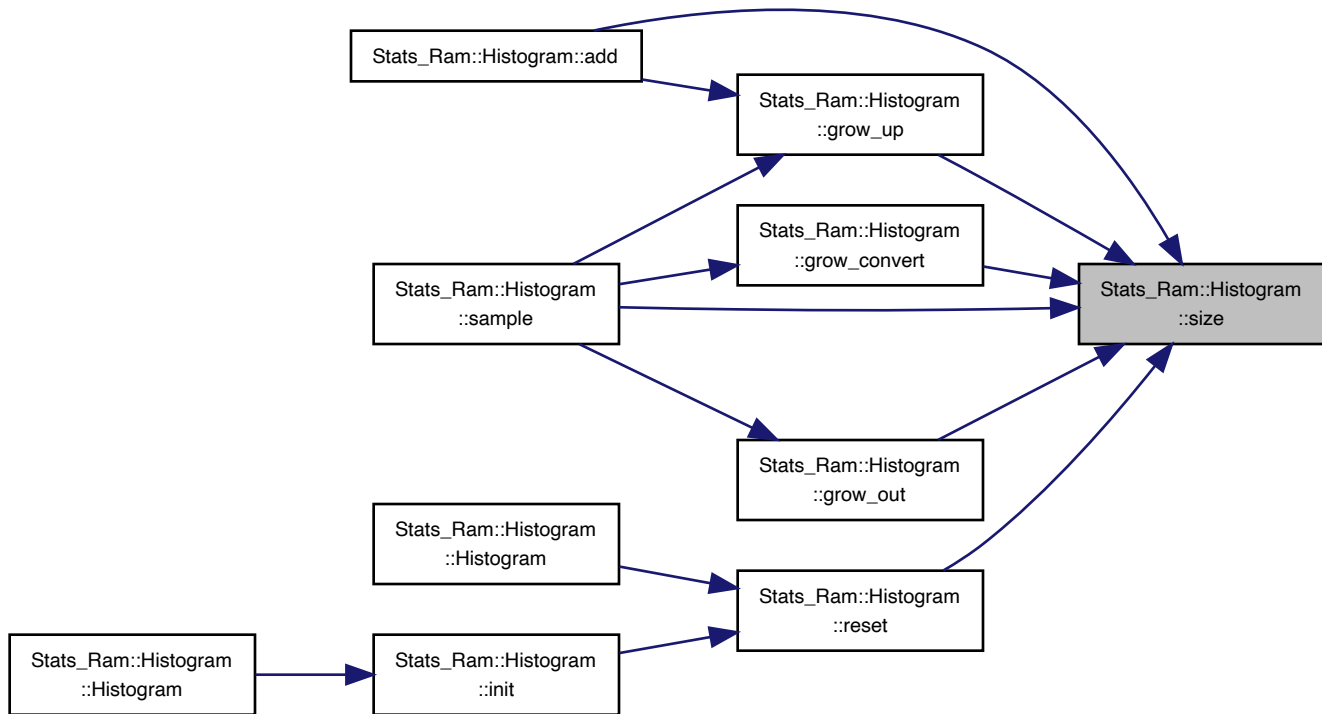 Stats_Ram::Histogram::add
Stats_Ram::Histogram
::grow_up
Stats_Ram::Histogram
::grow_convert
Stats_Ram::Histogram
::sample
Stats_Ram::Histogram
::size
Stats_Ram::Histogram
::grow_out
Stats_Ram::Histogram
::Histogram
Stats_Ram::Histogram
::reset
Stats_Ram::Histogram
::Histogram
Stats_Ram::Histogram
::init